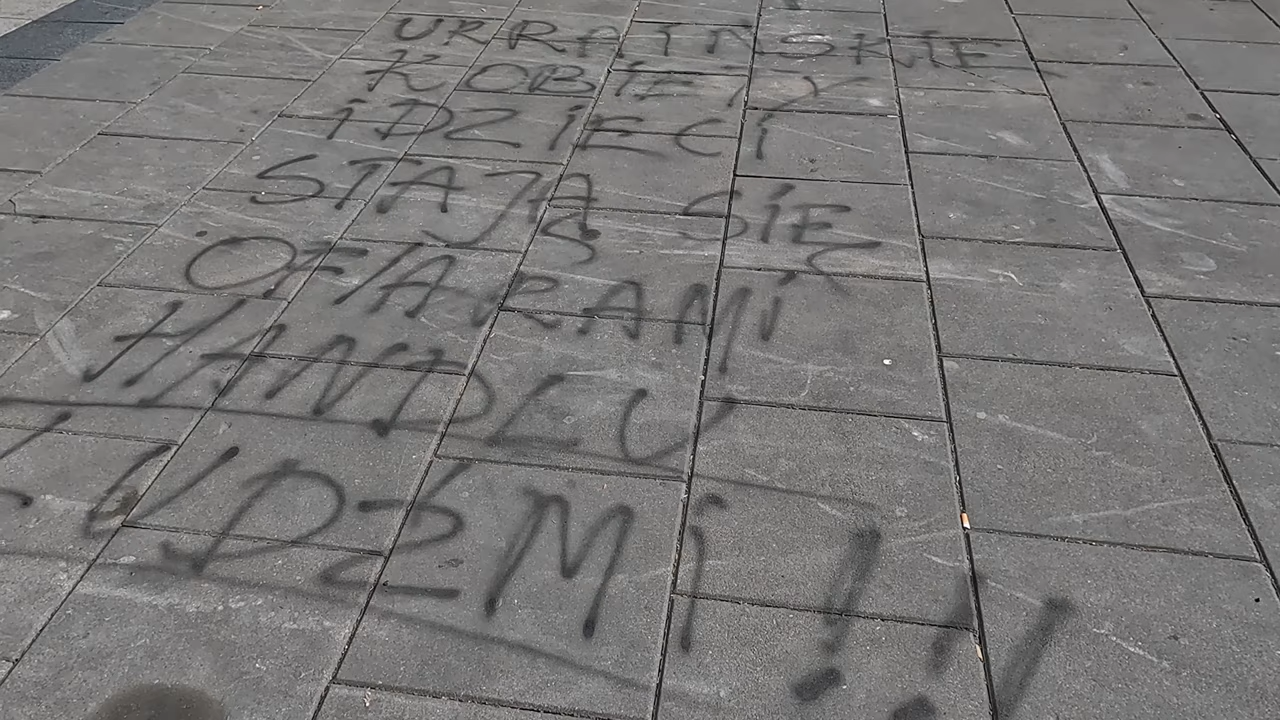 UKRAIŃSKIE
KOBIETY
i DZIECI
STAJĄ SIĘ
OFIARAMI
HANDLU
LUDŹMI !!!